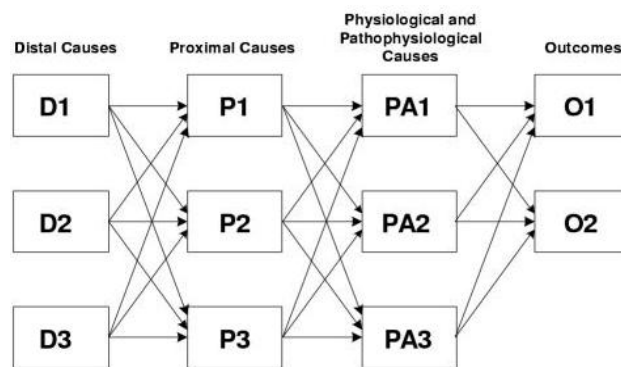 Physiological and
Distal Causes Proximal Causes Pathophysiological Outcomes
Causes
D1 P1 PA1 O1
D2 P2 PA2 O2
D3 P3 PA3